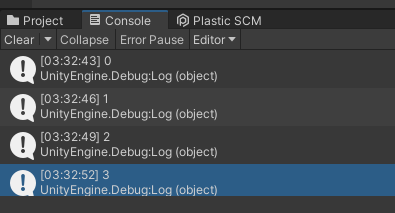 Project Console Plastic SCM
Clear Collapse Error Pause Editor
[03:32:43] 0
UnityEngine.Debug:Log (object)
[03:32:46] 1
UnityEngine.Debug:Log (object)
[03:32:49] 2
UnityEngine.Debug:Log (object)
[03:32:52] 3
UnityEngine.Debug:Log (object)